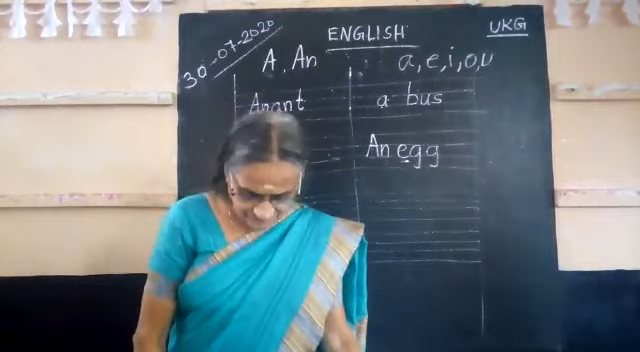 30-07-2020
ENGLISH
UKG
A, An
a, e, i, o, u
Anant
a bus
An egg